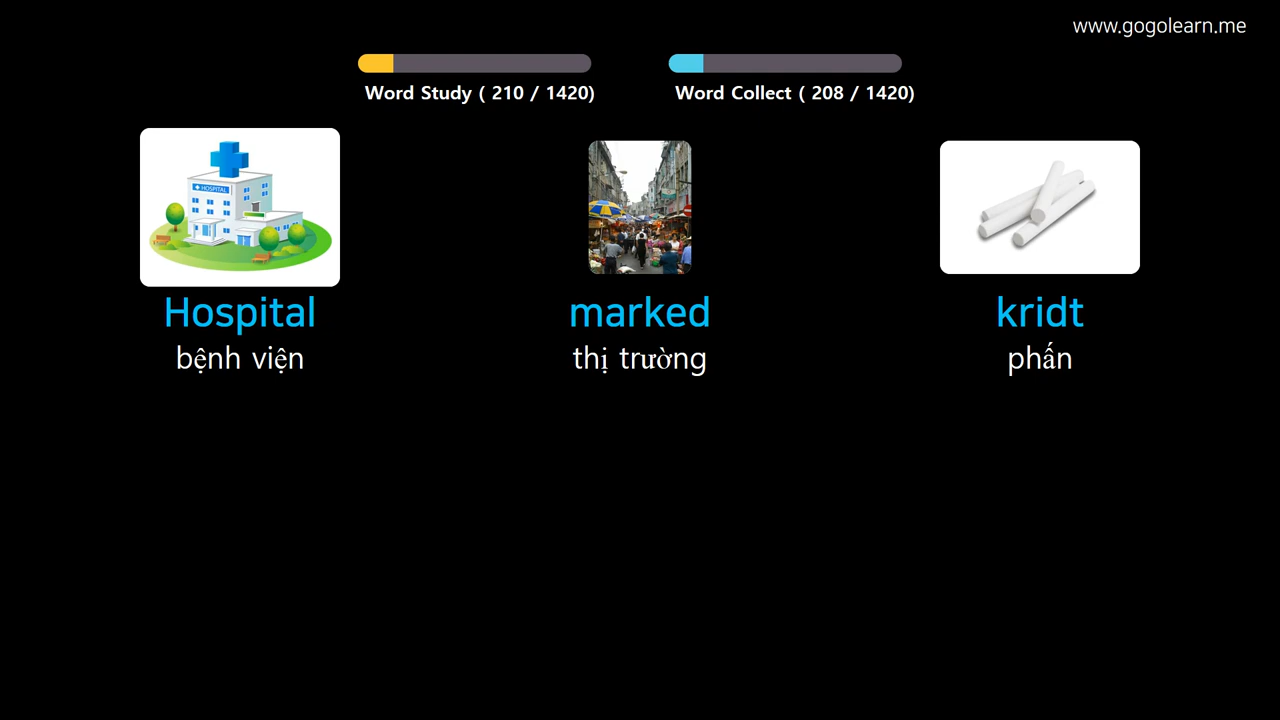 www.gogolearn.me
Word Study ( 210 / 1420)
Word Collect ( 208 / 1420)
HOSPITAL
Hospital
marked
kridt
bệnh viện
thị trường
phấn